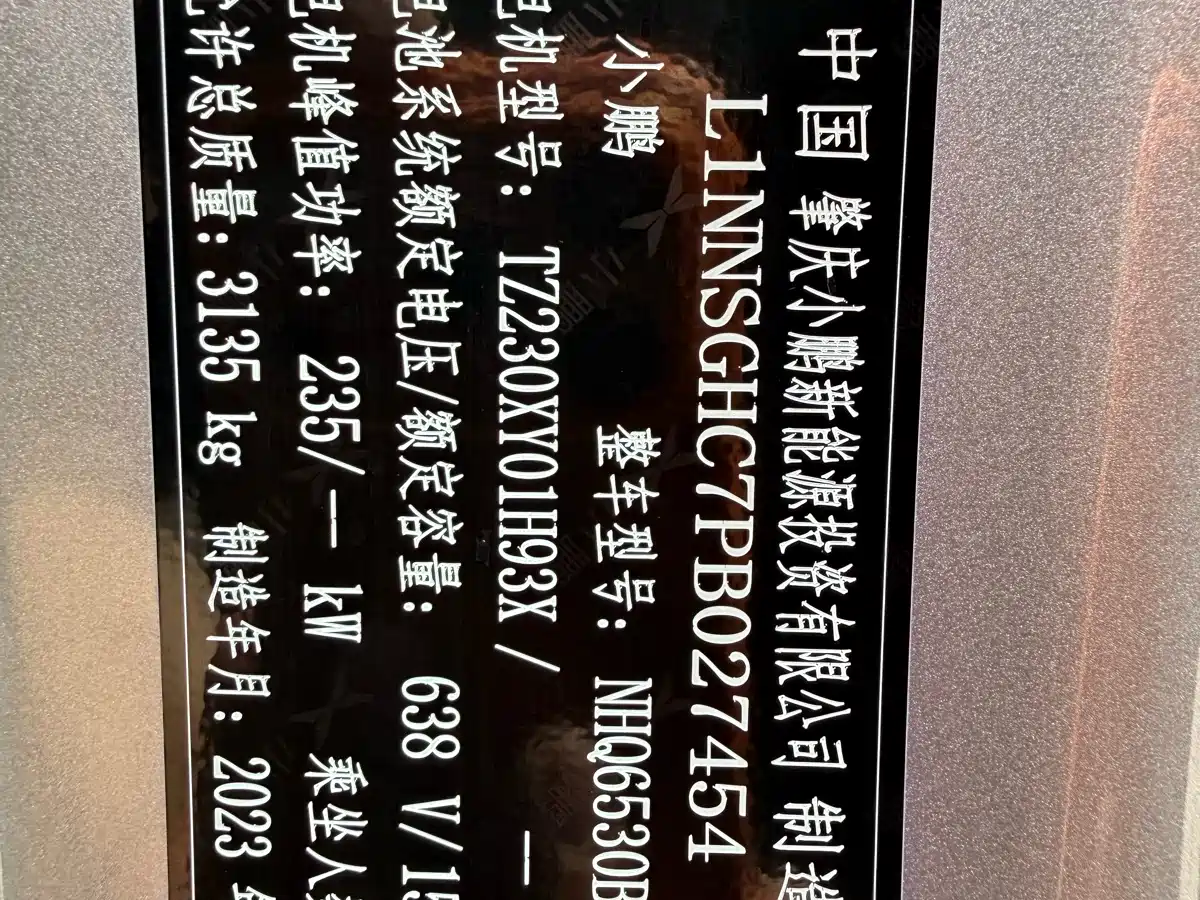 中国 肇庆小鹏新能源投资有限公司 制造
L1NNSGHC7PB027454
小鹏 整车型号: NHQ6530B
电机型号: TZ230XY01H93X / —
电池系统额定电压/额定容量: 638 V/15
电机峰值功率: 235/— kW 乘坐人
许总质量: 3135 kg 制造年月: 2023